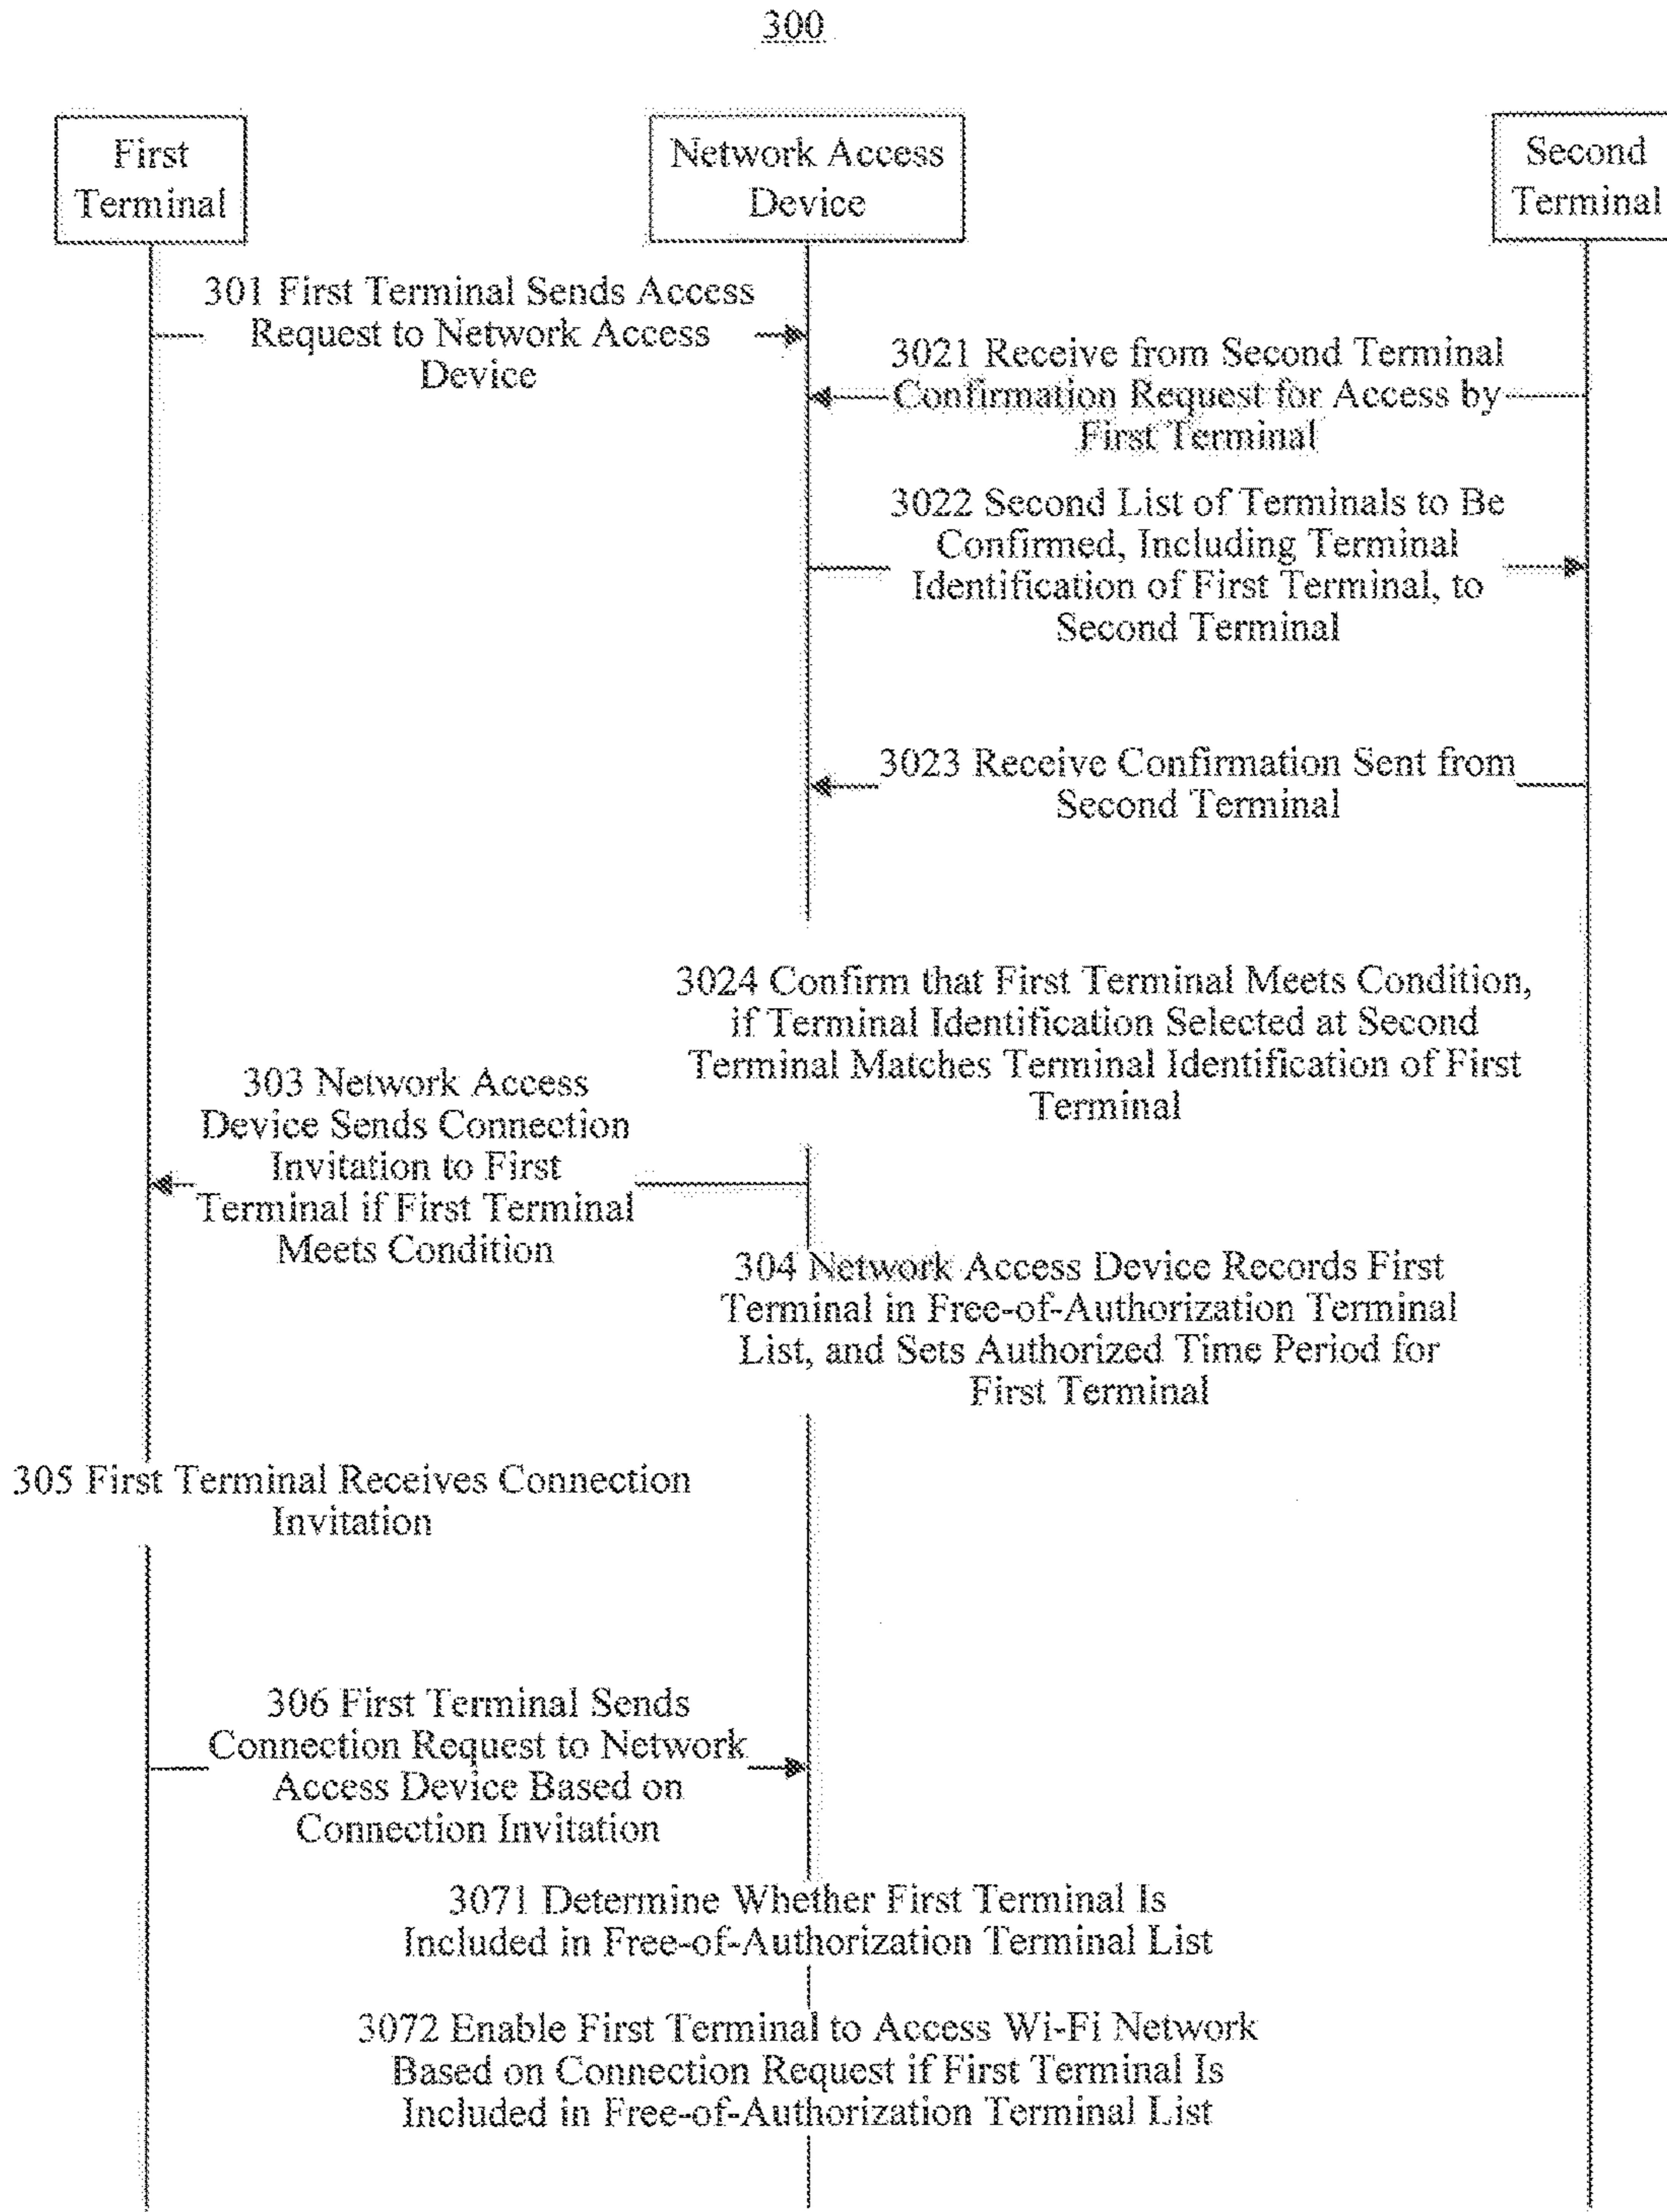 300
First
Terminal
Network Access
Device
Second
Terminal
301 First Terminal Sends Access
Request to Network Access
Device
3021 Receive from Second Terminal
Confirmation Request for Access by
First Terminal
3022 Second List of Terminals to Be
Confirmed, Including Terminal
Identification of First Terminal, to
Second Terminal
3023 Receive Confirmation Sent from
Second Terminal
3024 Confirm that First Terminal Meets Condition,
if Terminal Identification Selected at Second
Terminal Matches Terminal Identification of First
Terminal
303 Network Access
Device Sends Connection
Invitation to First
Terminal if First Terminal
Meets Condition
304 Network Access Device Records First
Terminal in Free-of-Authorization Terminal
List, and Sets Authorized Time Period for
First Terminal
305 First Terminal Receives Connection
Invitation
306 First Terminal Sends
Connection Request to Network
Access Device Based on
Connection Invitation
3071 Determine Whether First Terminal Is
Included in Free-of-Authorization Terminal List
3072 Enable First Terminal to Access Wi-Fi Network
Based on Connection Request if First Terminal Is
Included in Free-of-Authorization Terminal List